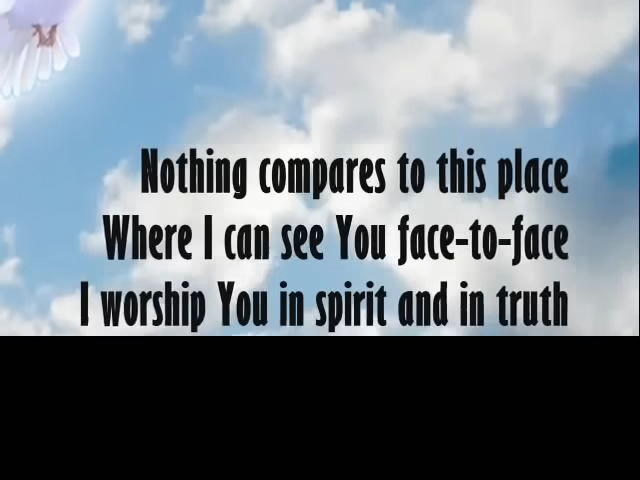 Nothing compares to this place
Where I can see You face-to-face
I worship You in spirit and in truth